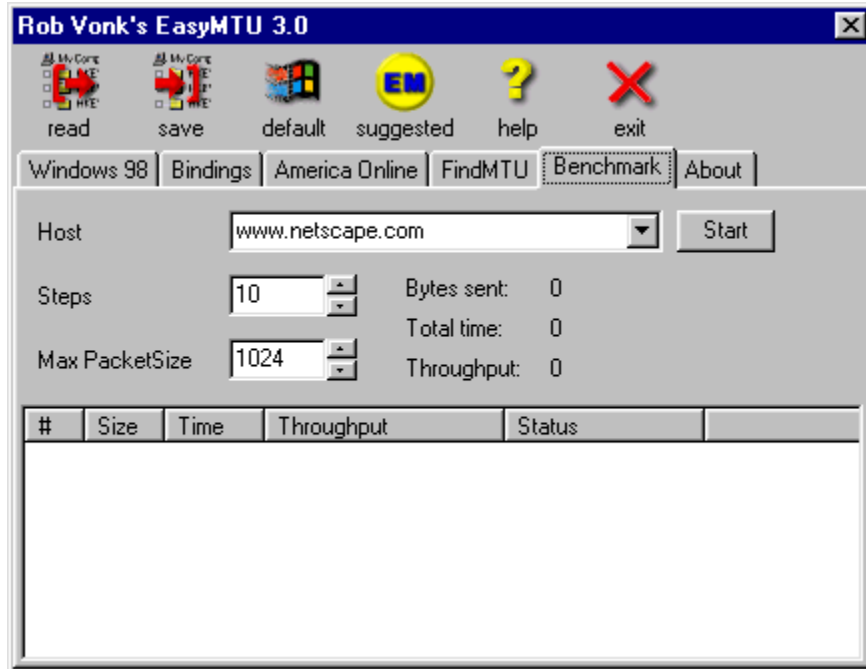 Rob Vonk's EasyMTU 3.0
EM
read save default suggested help exit
Windows 98 Bindings America Online FindMTU Benchmark About
Host www.netscape.com Start
Steps 10 Bytes sent: 0
Total time: 0
Max PacketSize 1024 Throughput: 0
# Size Time Throughput Status